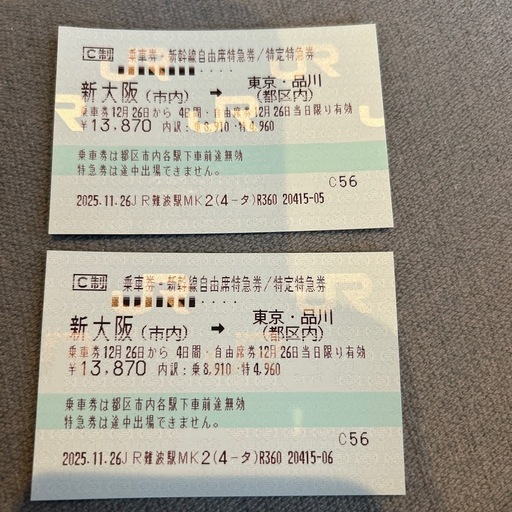 C制 乗車券・新幹線自由席特急券/特定特急券
新大阪(市内) → 東京・品川(都区内)
乗車券12月26日から 4日間・自由席券12月26日当日限り有効
¥13,870 内訳:乗8,910・特4,960
乗車券は都区市内各駅下車前途無効
特急券は途中出場できません。
C56
2025.11.26JR難波駅MK2(4-タ)R360 20415-05
C制 乗車券・新幹線自由席特急券/特定特急券
新大阪(市内) → 東京・品川(都区内)
乗車券12月26日から 4日間・自由席券12月26日当日限り有効
¥13,870 内訳:乗8,910・特4,960
乗車券は都区市内各駅下車前途無効
特急券は途中出場できません。
C56
2025.11.26JR難波駅MK2(4-タ)R360 20415-06